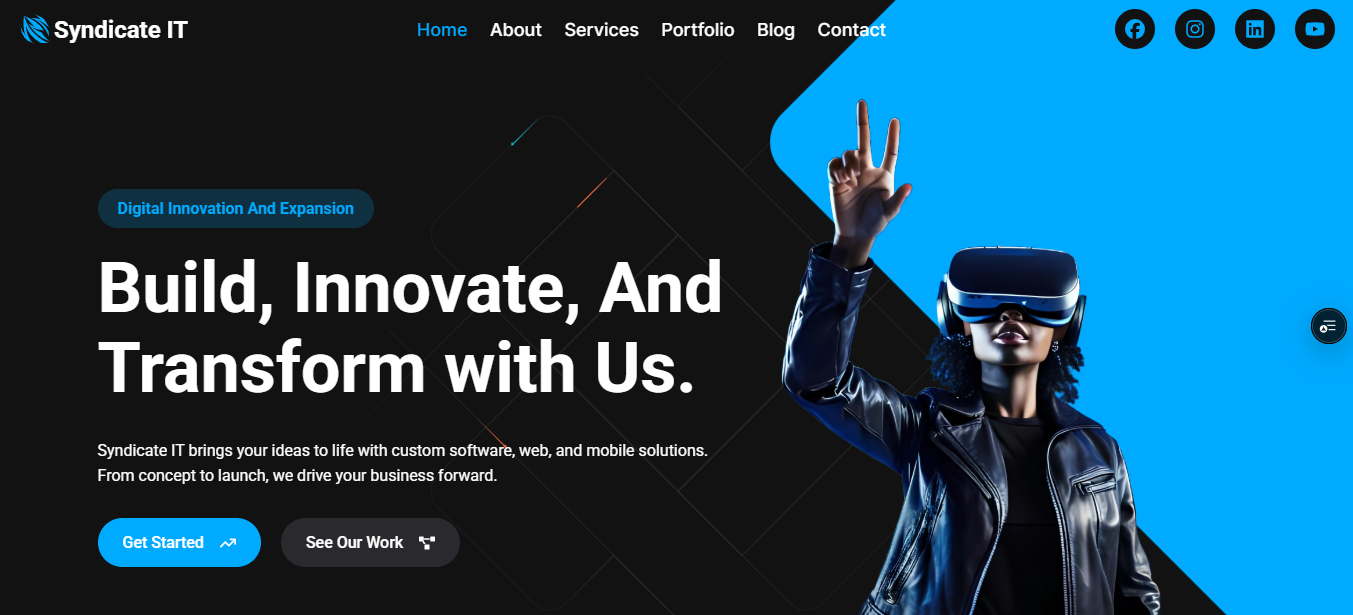 Syndicate IT
Home About Services Portfolio Blog Contact
Digital Innovation And Expansion
Build, Innovate, And
Transform with Us.
Syndicate IT brings your ideas to life with custom software, web, and mobile solutions.
From concept to launch, we drive your business forward.
Get Started
See Our Work